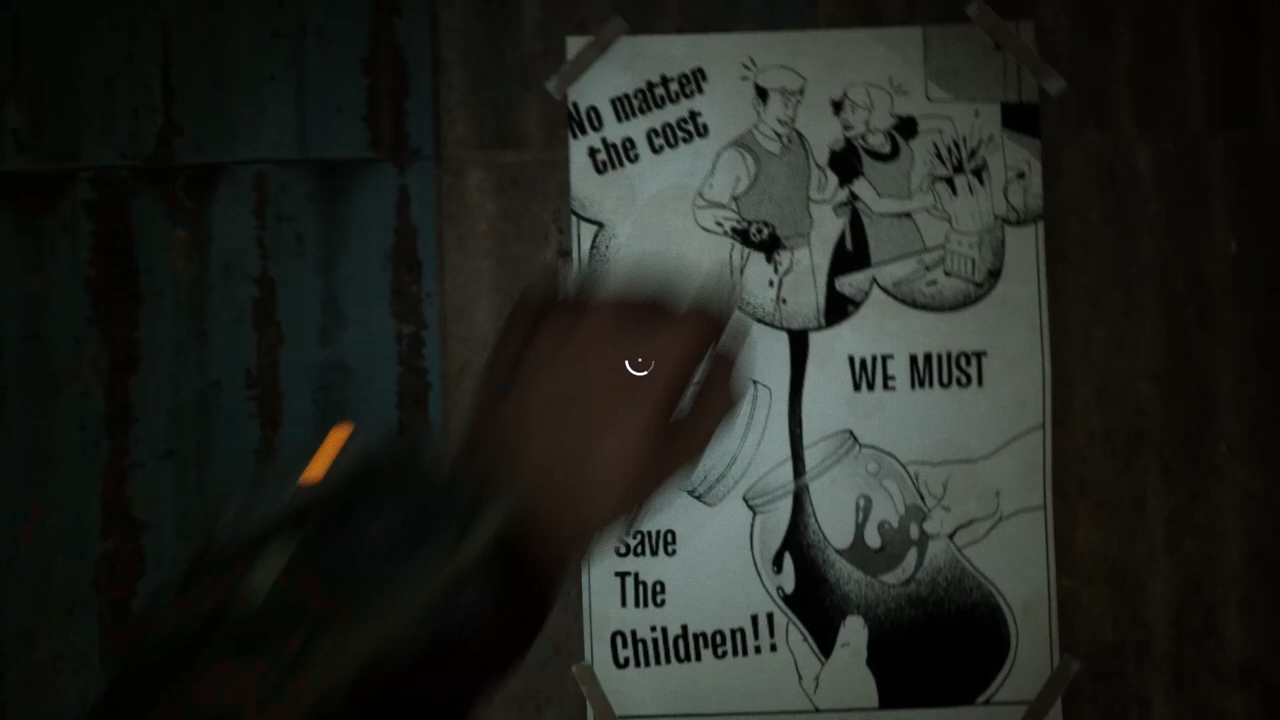 No matter
the cost
WE MUST
Save
The
Children!!